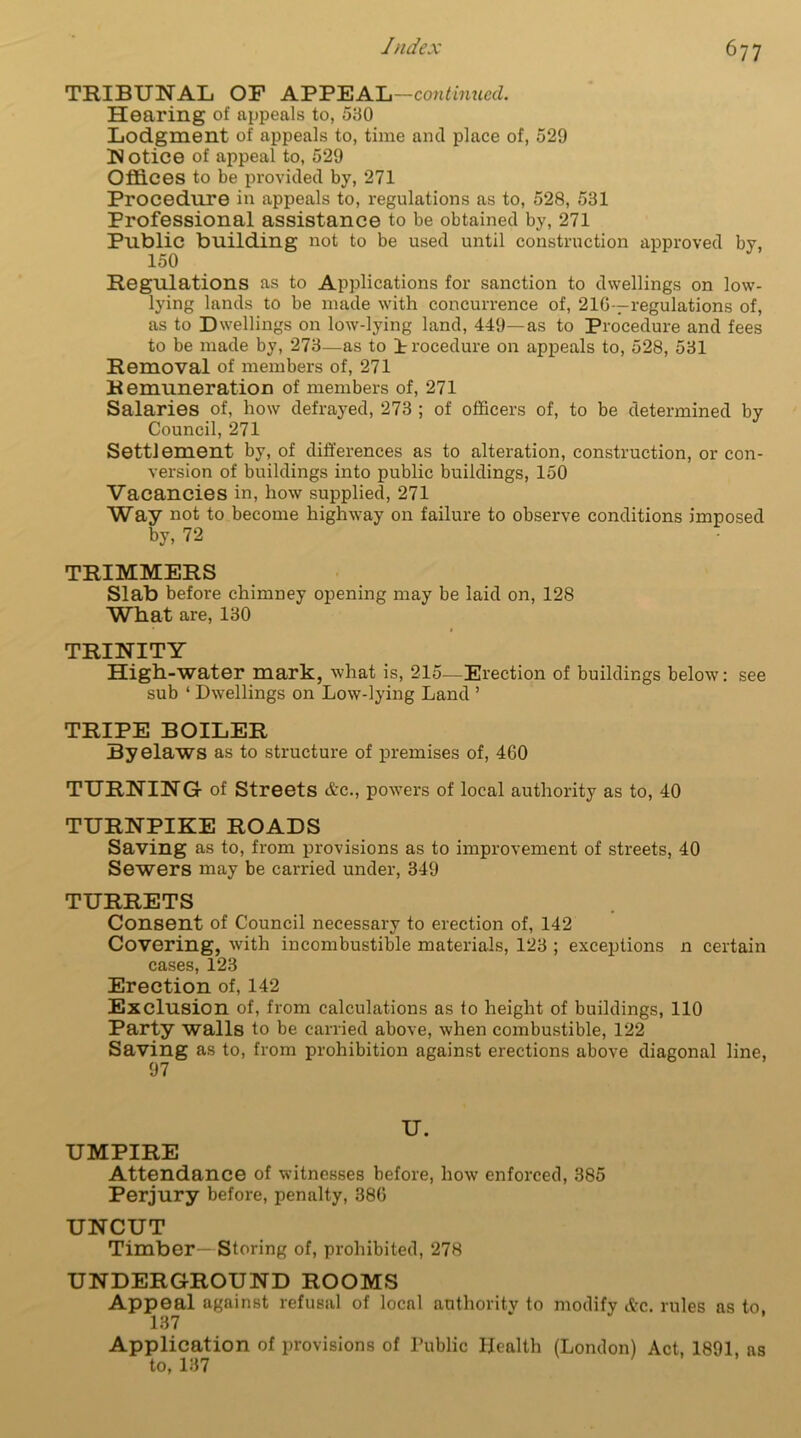 Index
677
TRIBUNAL OF APPEAL—continued.
Hearing of appeals to, 530
Lodgment of appeals to, time and place of, 529
Notice of appeal to, 529
Offices to be provided by, 271
Procedure in appeals to, regulations as to, 528, 531
Professional assistance to be obtained by, 271
Public building not to be used until construction approved by,
150
Regulations as to Applications for sanction to dwellings on low-
lying lands to be made with concurrence of, 216—regulations of,
as to Dwellings on low-lying land, 449—as to Procedure and fees
to be made by, 273—as to Procedure on appeals to, 528, 531
Removal of members of, 271
Remuneration of members of, 271
Salaries of, how defrayed, 273 ; of officers of, to be determined by
Council, 271
Settlement by, of differences as to alteration, construction, or con-
version of buildings into public buildings, 150
Vacancies in, how supplied, 271
Way not to become highway on failure to observe conditions imposed
by, 72
TRIMMERS
Slab before chimney opening may be laid on, 128
What are, 130
TRINITY
High-water mark, what is, 215—Erection of buildings below: see
sub ‘ Dwellings on Low-lying Land ’
TRIPE BOILER
Byelaws as to structure of premises of, 460
TURNING of Streets &c., powers of local authority as to, 40
TURNPIKE ROADS
Saving as to, from provisions as to improvement of streets, 40
Sewers may be carried under, 349
TURRETS
Consent of Council necessary to erection of, 142
Covering, with incombustible materials, 123 ; exceptions n certain
cases, 123
Erection of, 142
Exclusion of, from calculations as to height of buildings, 110
Party walls to be carried above, when combustible, 122
Saving as to, from prohibition against erections above diagonal line,
97
U.
UMPIRE
Attendance of witnesses before, how enforced, 385
Perjury before, penalty, 386
UNCUT
Timber—Storing of, prohibited, 278
UNDERGROUND ROOMS
Appeal against refusal of local authority to modify &c. rules as to,
137
Application of provisions of Public Health (London) Act, 1891, as
to, 137